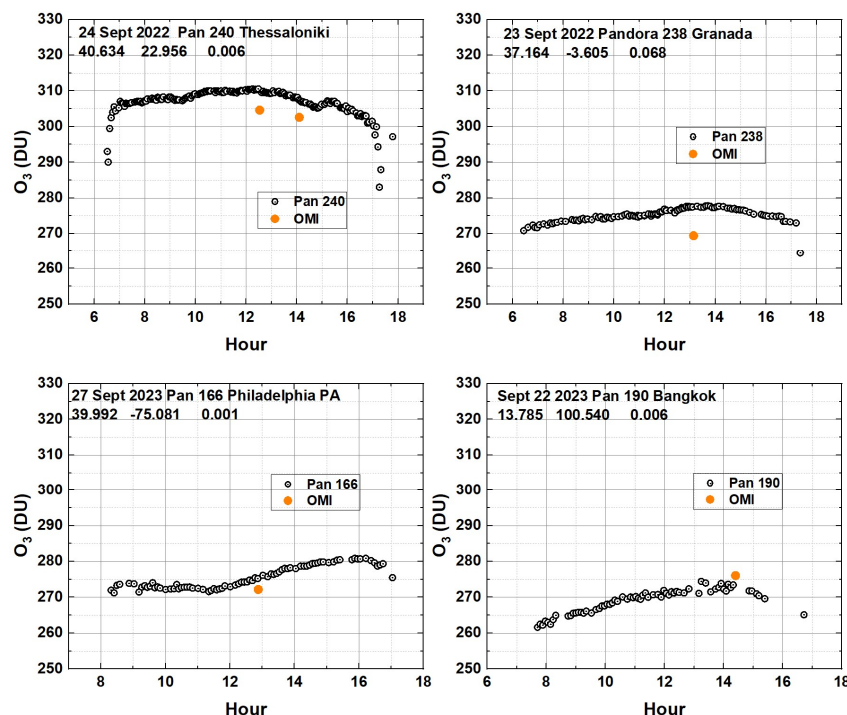 24 Sept 2022 Pan 240 Thessaloniki
40.634 22.956 0.006
330
320
310
300
290
280
270
260
250
O3 (DU)
Pan 240
OMI
6 8 10 12 14 16 18
Hour
23 Sept 2022 Pandora 238 Granada
37.164 -3.605 0.068
330
320
310
300
290
280
270
260
250
O3 (DU)
Pan 238
OMI
6 8 10 12 14 16 18
Hour
27 Sept 2023 Pan 166 Philadelphia PA
39.992 -75.081 0.001
330
320
310
300
290
280
270
260
250
O3 (DU)
Pan 166
OMI
6 8 10 12 14 16 18
Hour
Sept 22 2023 Pan 190 Bangkok
13.785 100.540 0.006
330
320
310
300
290
280
270
260
250
O3 (DU)
Pan 190
OMI
6 8 10 12 14 16 18
Hour